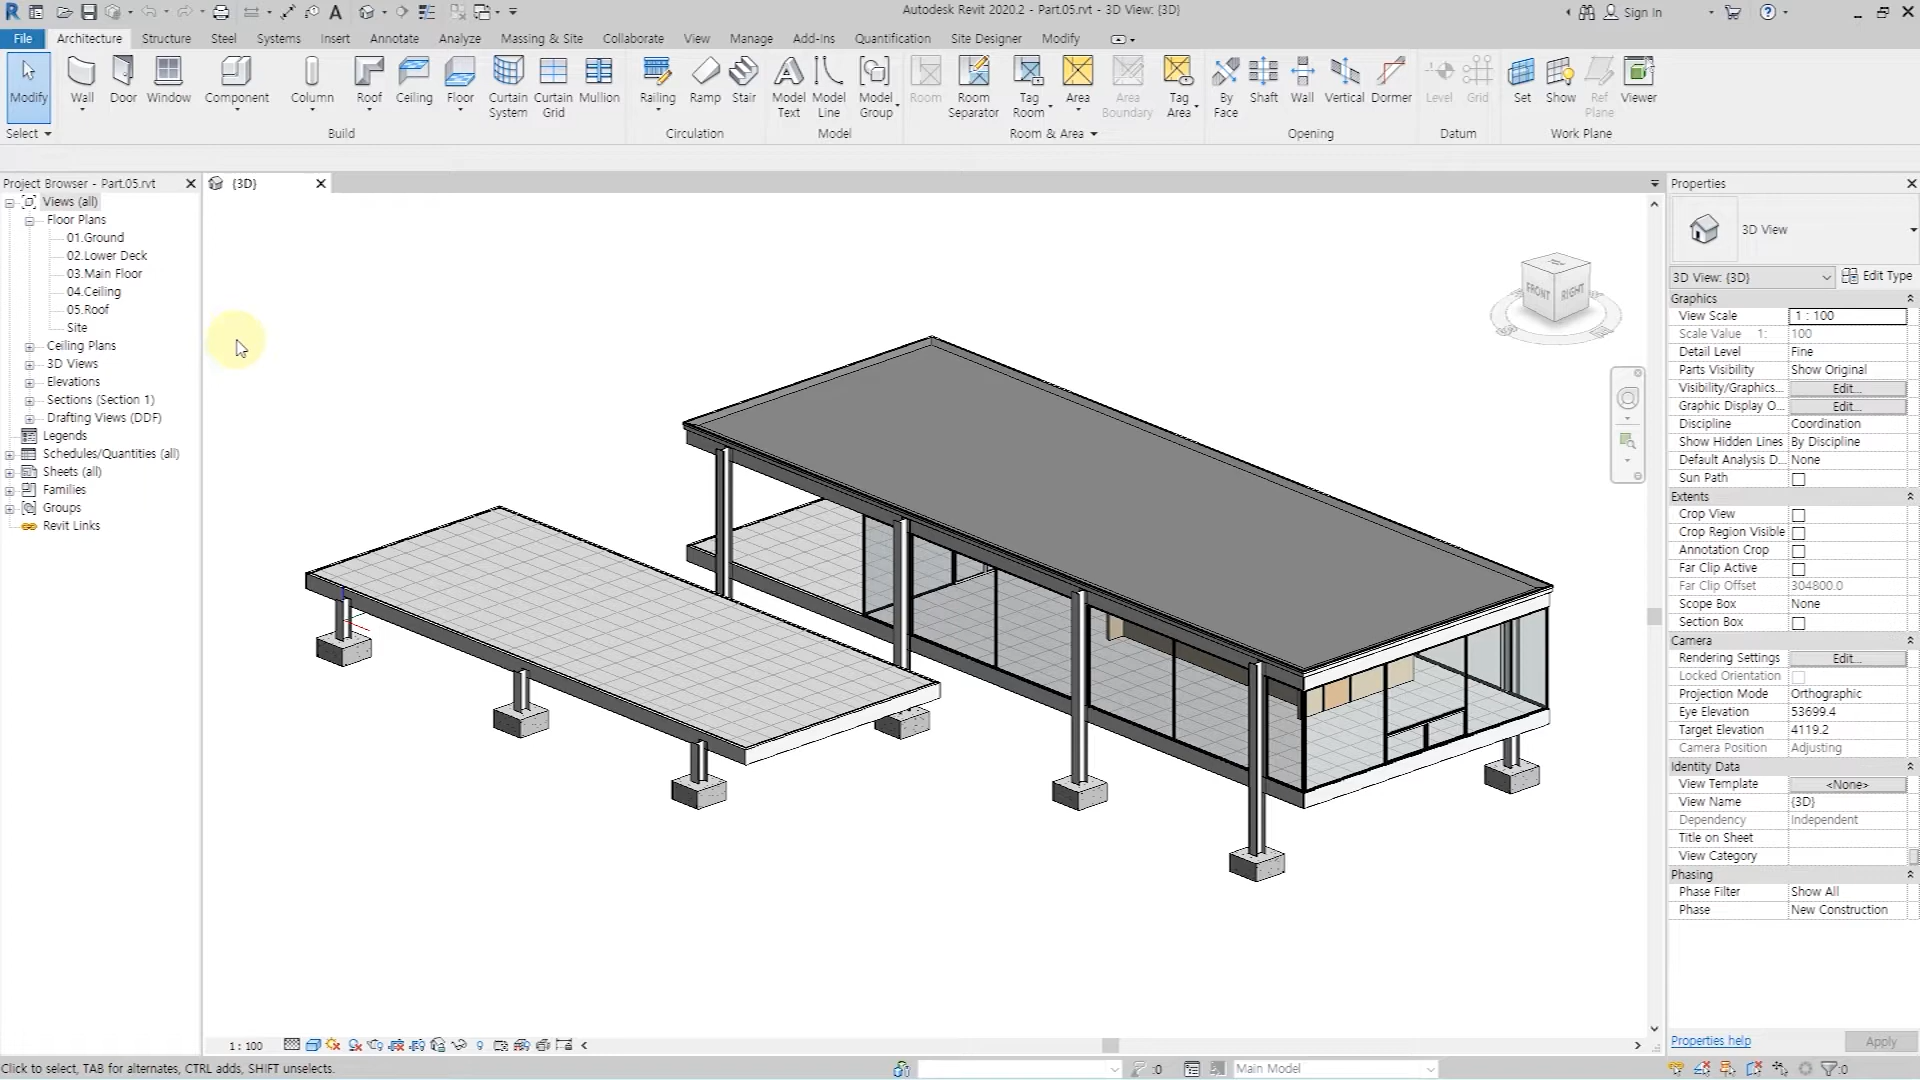 Autodesk Revit 2020.2 - Part.05.rvt - 3D View: {3D}
Sign In
File Architecture Structure Steel Systems Insert Annotate Analyze Massing & Site Collaborate View Manage Add-Ins Quantification Site Designer Modify
Modify Wall Door Window Component Column Roof Ceiling Floor Curtain System Curtain Grid Mullion Railing Ramp Stair Model Text Model Line Model Group Room Room Separator Tag Room Area Area Boundary Tag Area By Face Shaft Wall Vertical Dormer Level Grid Set Show Ref Plane Viewer
Select Build Circulation Model Room & Area Opening Datum Work Plane
Project Browser - Part.05.rvt
Views (all)
Floor Plans
01.Ground
02.Lower Deck
03.Main Floor
04.Ceiling
05.Roof
Site
Ceiling Plans
3D Views
Elevations
Sections (Section 1)
Drafting Views (DDF)
Legends
Schedules/Quantities (all)
Sheets (all)
Families
Groups
Revit Links
{3D}
FRONT RIGHT
Properties
3D View
3D View: {3D} Edit Type
Graphics
View Scale 1 : 100
Scale Value 1: 100
Detail Level Fine
Parts Visibility Show Original
Visibility/Graphics... Edit...
Graphic Display O... Edit...
Discipline Coordination
Show Hidden Lines By Discipline
Default Analysis D... None
Sun Path
Extents
Crop View
Crop Region Visible
Annotation Crop
Far Clip Active
Far Clip Offset 304800.0
Scope Box None
Section Box
Camera
Rendering Settings Edit...
Locked Orientation
Projection Mode Orthographic
Eye Elevation 53699.4
Target Elevation 4119.2
Camera Position Adjusting
Identity Data
View Template <None>
View Name {3D}
Dependency Independent
Title on Sheet
View Category
Phasing
Phase Filter Show All
Phase New Construction
Properties help Apply
1 : 100
Click to select, TAB for alternates, CTRL adds, SHIFT unselects.
:0
Main Model
:0